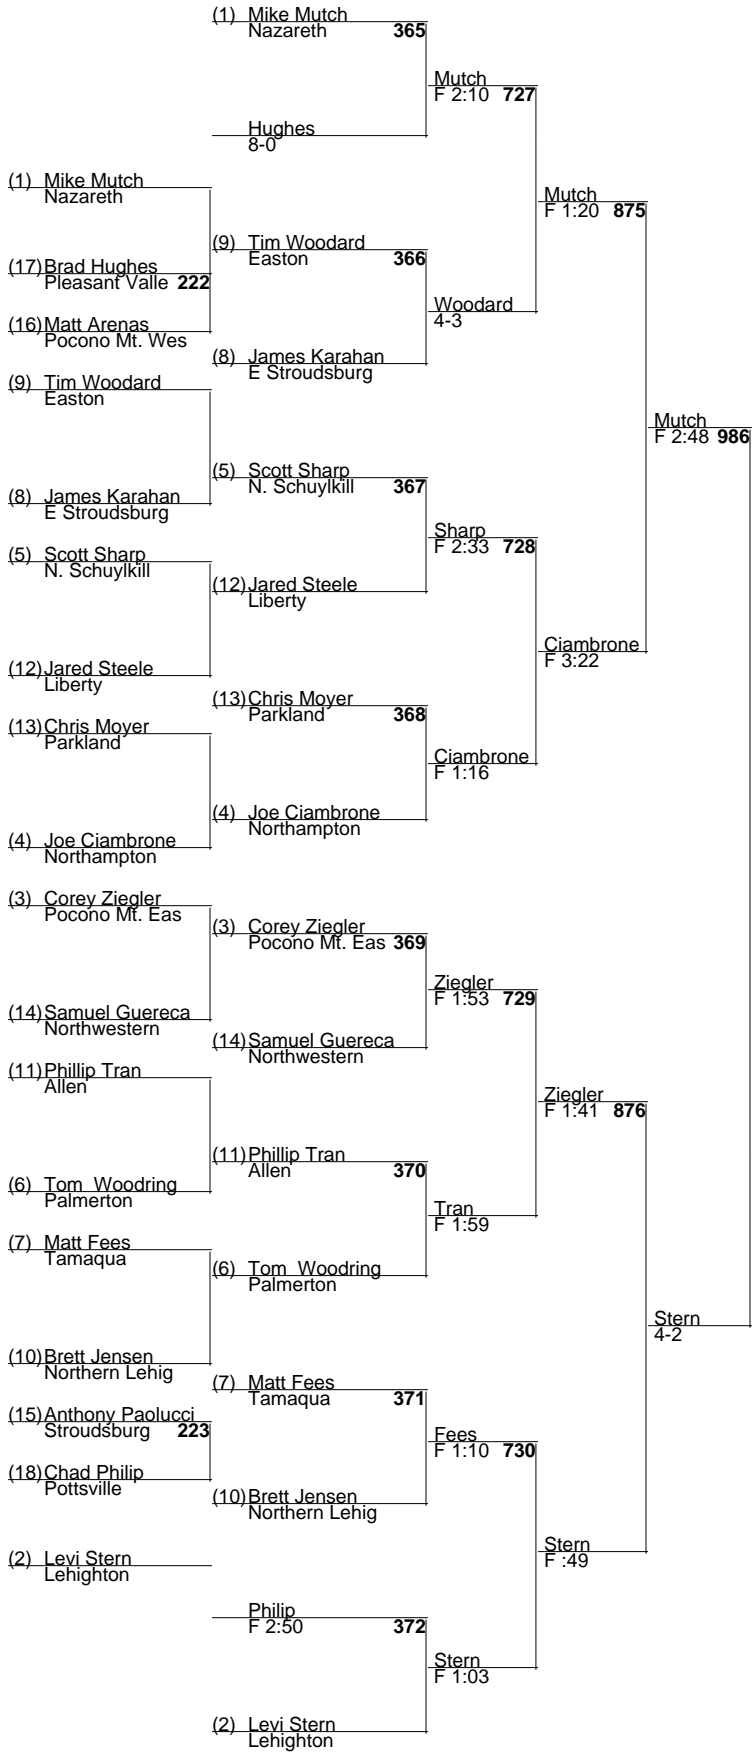 (1) Mike Mutch
Nazareth
(17) Brad Hughes
Pleasant Valle 222
(16) Matt Arenas
Pocono Mt. Wes
(9) Tim Woodard
Easton
(8) James Karahan
E Stroudsburg
(5) Scott Sharp
N. Schuylkill
(12) Jared Steele
Liberty
(13) Chris Moyer
Parkland
(4) Joe Ciambrone
Northampton
(3) Corey Ziegler
Pocono Mt. Eas
(14) Samuel Guereca
Northwestern
(11) Phillip Tran
Allen
(6) Tom Woodring
Palmerton
(7) Matt Fees
Tamaqua
(10) Brett Jensen
Northern Lehig
(15) Anthony Paolucci
Stroudsburg 223
(18) Chad Philip
Pottsville
(2) Levi Stern
Lehighton
(1) Mike Mutch
Nazareth 365
Hughes
8-0
(9) Tim Woodard
Easton 366
(8) James Karahan
E Stroudsburg
(5) Scott Sharp
N. Schuylkill 367
(12) Jared Steele
Liberty
(13) Chris Moyer
Parkland 368
(4) Joe Ciambrone
Northampton
(3) Corey Ziegler
Pocono Mt. Eas 369
(14) Samuel Guereca
Northwestern
(11) Phillip Tran
Allen 370
(6) Tom Woodring
Palmerton
(7) Matt Fees
Tamaqua 371
(10) Brett Jensen
Northern Lehig
Philip
F 2:50 372
(2) Levi Stern
Lehighton
Mutch
F 2:10 727
Woodard
4-3
Sharp
F 2:33 728
Ciambrone
F 1:16
Ziegler
F 1:53 729
Tran
F 1:59
Fees
F 1:10 730
Stern
F 1:03
Mutch
F 1:20 875
Ciambrone
F 3:22
Ziegler
F 1:41 876
Stern
F :49
Mutch
F 2:48 986
Stern
4-2